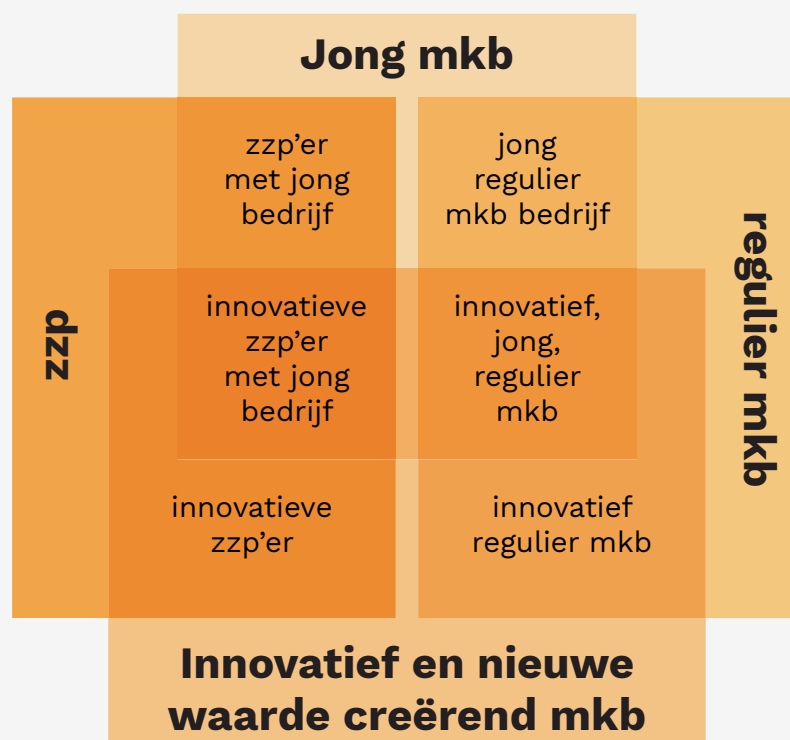 Jong mkb
zzp'er
met jong
bedrijf
jong
regulier
mkb bedrijf
zzp
regulier mkb
innovatieve
zzp'er
met jong
bedrijf
innovatief,
jong,
regulier
mkb
innovatieve
zzp'er
innovatief
regulier mkb
Innovatief en nieuwe
waarde creërend mkb